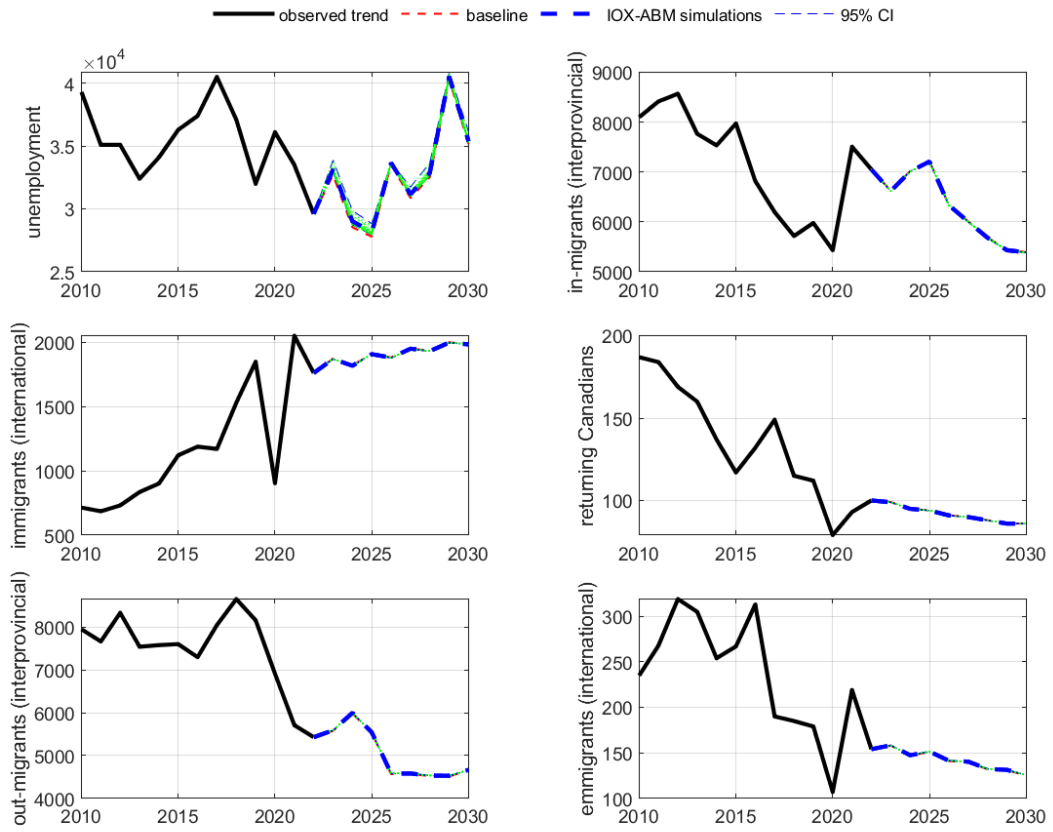 observed trend baseline IOX-ABM simulations 95% CI
×10⁴
4
3.5
3
2.5
unemployment
2010 2015 2020 2025 2030
9000
8000
7000
6000
5000
in-migrants (interprovincial)
2010 2015 2020 2025 2030
2000
1500
1000
500
immigrants (international)
2010 2015 2020 2025 2030
200
150
100
returning Canadians
2010 2015 2020 2025 2030
8000
7000
6000
5000
4000
out-migrants (interprovincial)
2010 2015 2020 2025 2030
300
250
200
150
100
emmigrants (international)
2010 2015 2020 2025 2030